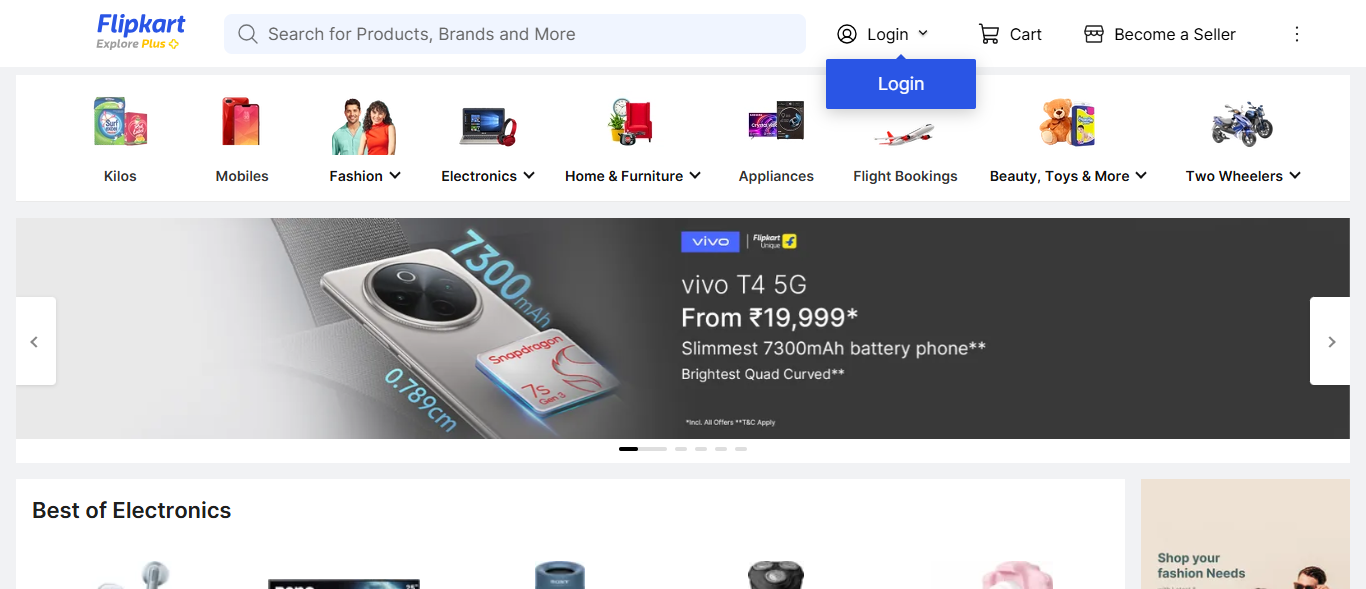 Flipkart
Explore Plus
Search for Products, Brands and More
Login
Cart
Become a Seller
Login
Surf
Kilos
Mobiles
Fashion
Electronics
Home & Furniture
Appliances
Flight Bookings
Beauty, Toys & More
Two Wheelers
7300mAh
Snapdragon
7s
Gen 3
0.789cm
vivo
Flipkart
Unique
vivo T4 5G
From ₹19,999*
Slimmest 7300mAh battery phone**
Brightest Quad Curved**
*Incl. All Offers **T&C Apply
Best of Electronics
SONY
Shop your
fashion Needs